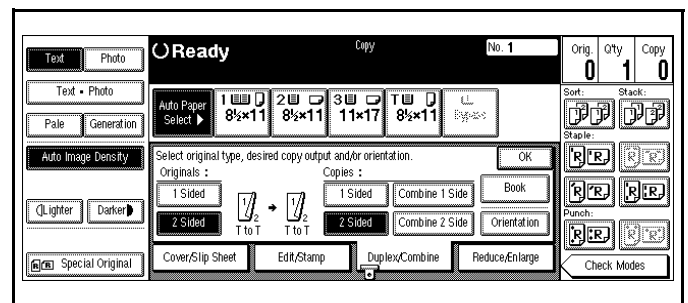 Text Photo
Text • Photo
Pale Generation
Auto Image Density
Lighter Darker
Special Original
Ready
Copy
No. 1
Auto Paper Select ▶
1 8½×11
2 8½×11
3 11×17
T 8½×11
Select original type, desired copy output and/or orientation.
OK
Originals :
Copies :
1 Sided
2 Sided
1/2 T to T
1/2 T to T
1 Sided Combine 1 Side
2 Sided Combine 2 Side
Book
Orientation
Cover/Slip Sheet
Edit/Stamp
Duplex/Combine
Reduce/Enlarge
Orig. Q'ty Copy
0 1 0
Sort: Stack:
Staple:
Punch:
Check Modes